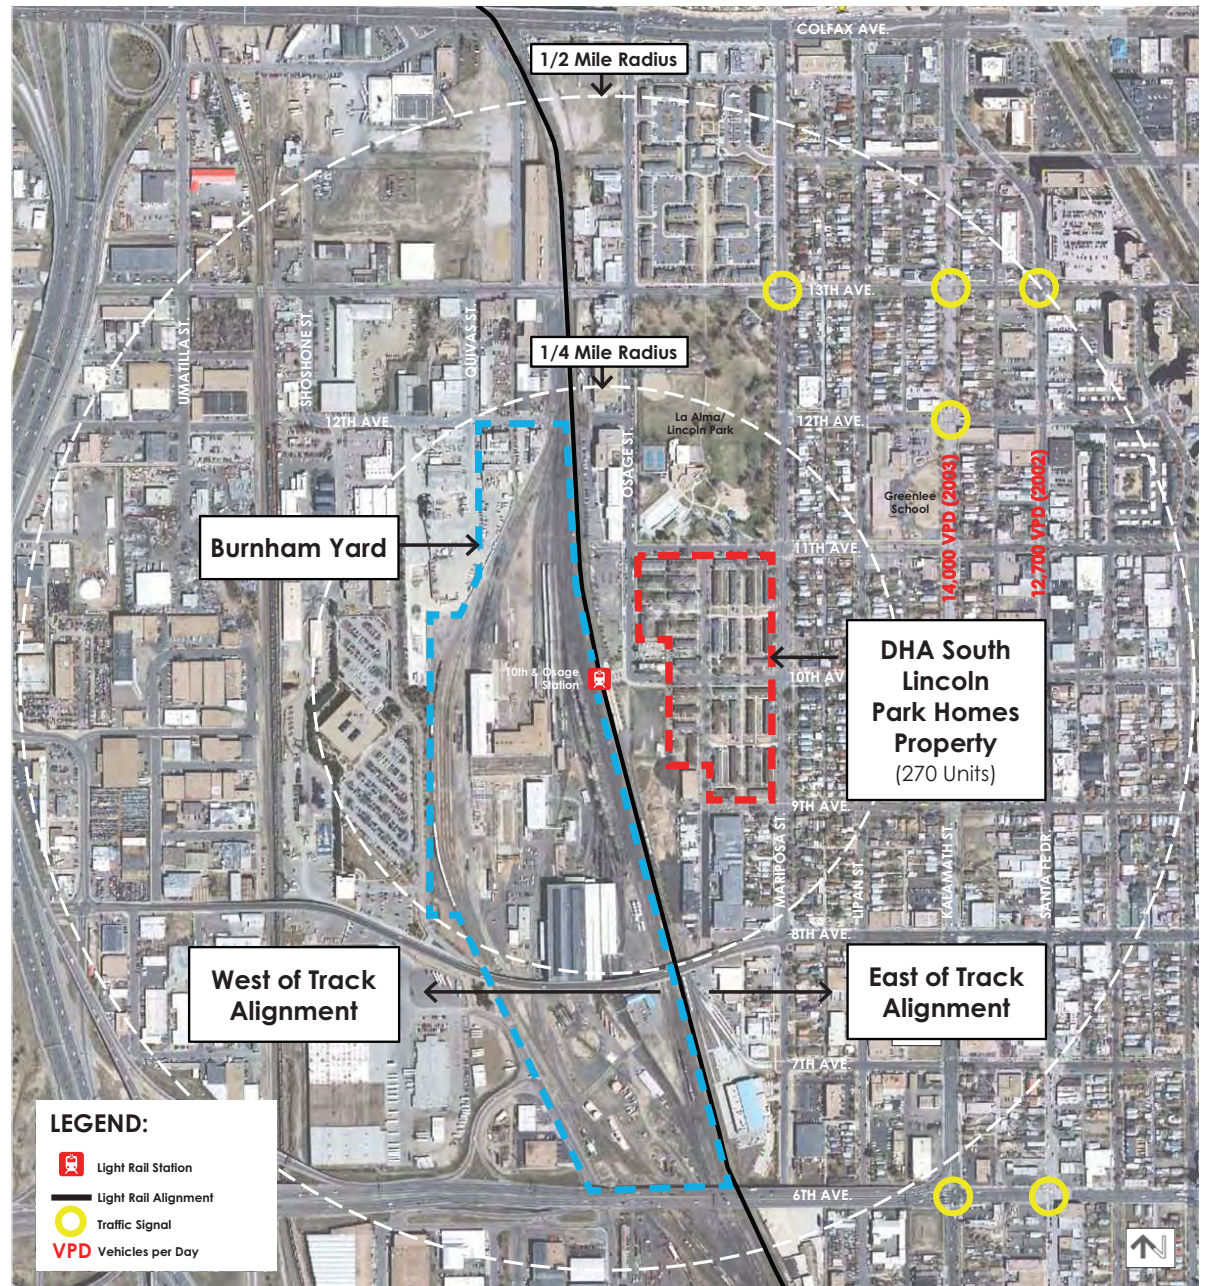 COLFAX AVE.
1/2 Mile Radius
13TH AVE.
UMATILLA ST.
SHOSHONE ST.
QUIVAS ST.
1/4 Mile Radius
12TH AVE.
OSAGE ST.
La Alma/
Lincoln Park
12TH AVE.
14,000 VPD (2003)
12,700 VPD (2002)
Greenlee
School
Burnham Yard
11TH AVE.
10th & Osage
Station
10TH AV
DHA South
Lincoln
Park Homes
Property
(270 Units)
9TH AVE.
MARIPOSA ST.
LIPAN ST.
KALAMATH ST.
SANTA FE DR.
8TH AVE.
West of Track
Alignment
East of Track
Alignment
7TH AVE.
6TH AVE.
LEGEND:
Light Rail Station
Light Rail Alignment
Traffic Signal
VPD Vehicles per Day
N